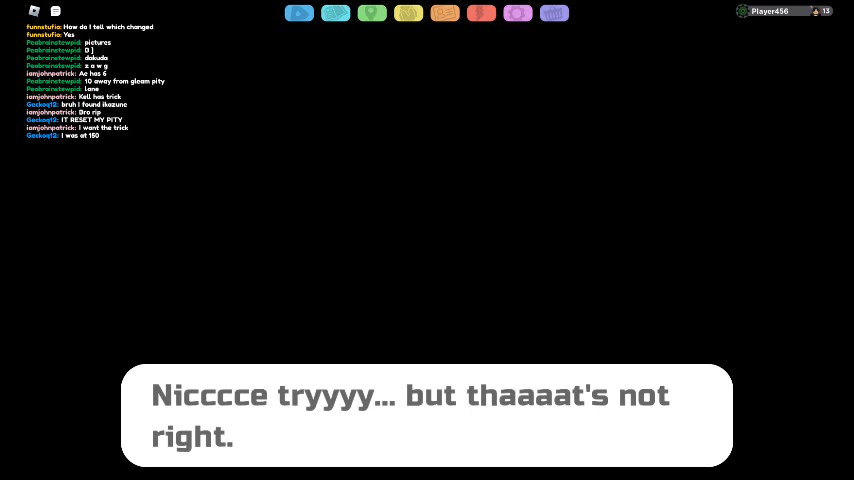 funnstufio: How do I tell which changed
funnstufio: Yes
Peabrainstewpid: pictures
Peabrainstewpid: D ]
Peabrainstewpid: dakuda
Peabrainstewpid: z a w g
iamjohnpatrick: Ae has 6
Peabrainstewpid: 10 away from gleam pity
Peabrainstewpid: lane
iamjohnpatrick: Kell has trick
Geckoq12: bruh I found ikazune
iamjohnpatrick: Bro rip
Geckoq12: IT RESET MY PITY
iamjohnpatrick: I want the trick
Geckoq12: I was at 150
Player456 13
Niccccce tryyyy... but thaaaat's not
right.